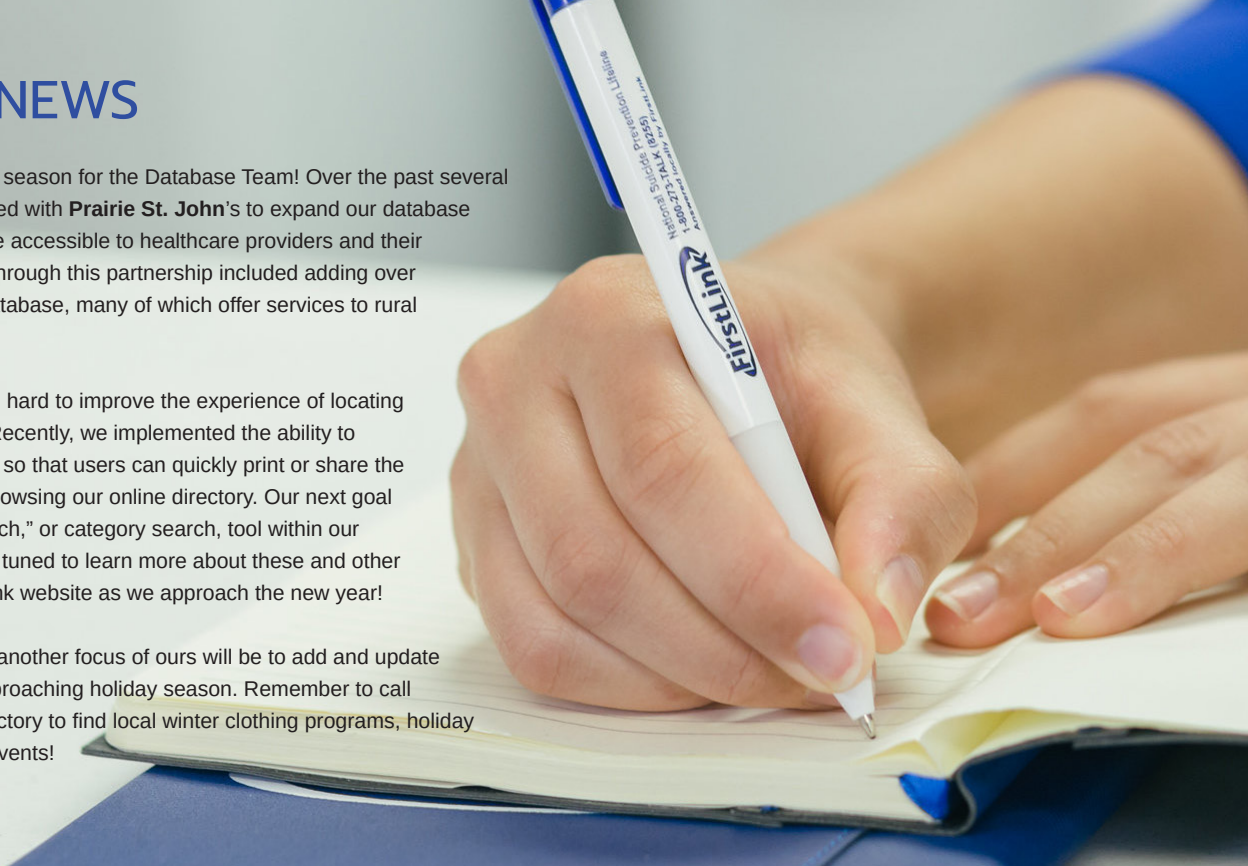 NEWS
season for the Database Team! Over the past several
ed with Prairie St. John's to expand our database
e accessible to healthcare providers and their
hrough this partnership included adding over
tabase, many of which offer services to rural
hard to improve the experience of locating
Recently, we implemented the ability to
so that users can quickly print or share the
owsing our online directory. Our next goal
ch,” or category search, tool within our
tuned to learn more about these and other
nk website as we approach the new year!
another focus of ours will be to add and update
proaching holiday season. Remember to call
ctory to find local winter clothing programs, holiday
vents!
National Suicide Prevention Lifeline
1-800-273-TALK (8255)
Answered locally by FirstLink
FirstLink